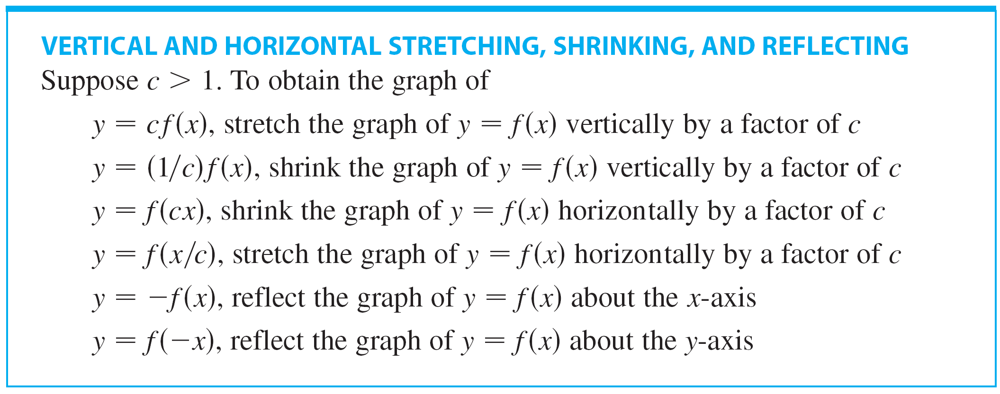 VERTICAL AND HORIZONTAL STRETCHING, SHRINKING, AND REFLECTING
Suppose c > 1. To obtain the graph of
y = cf(x), stretch the graph of y = f(x) vertically by a factor of c
y = (1/c)f(x), shrink the graph of y = f(x) vertically by a factor of c
y = f(cx), shrink the graph of y = f(x) horizontally by a factor of c
y = f(x/c), stretch the graph of y = f(x) horizontally by a factor of c
y = −f(x), reflect the graph of y = f(x) about the x-axis
y = f(−x), reflect the graph of y = f(x) about the y-axis